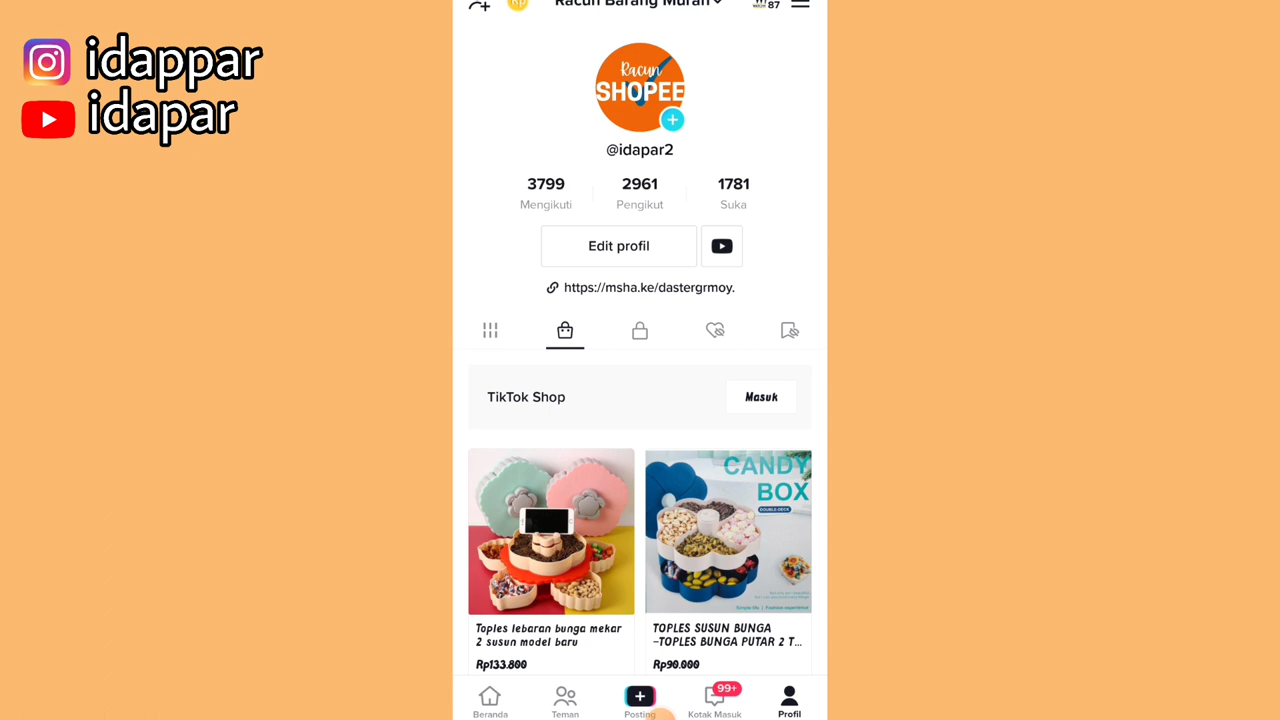 idappar
idapar
Racun Barang Murah
87
Racun
SHOPEE
@idapar2
3799
2961
1781
Mengikuti
Pengikut
Suka
Edit profil
https://msha.ke/dastergrmoy.
TikTok Shop
Masuk
CANDY
BOX
DOUBLE DECK
Toples lebaran bunga mekar
2 susun model baru
Rp133.800
TOPLES SUSUN BUNGA
-TOPLES BUNGA PUTAR 2 T...
Rp90.000
99+
Beranda
Teman
Posting
Kotak Masuk
Profil